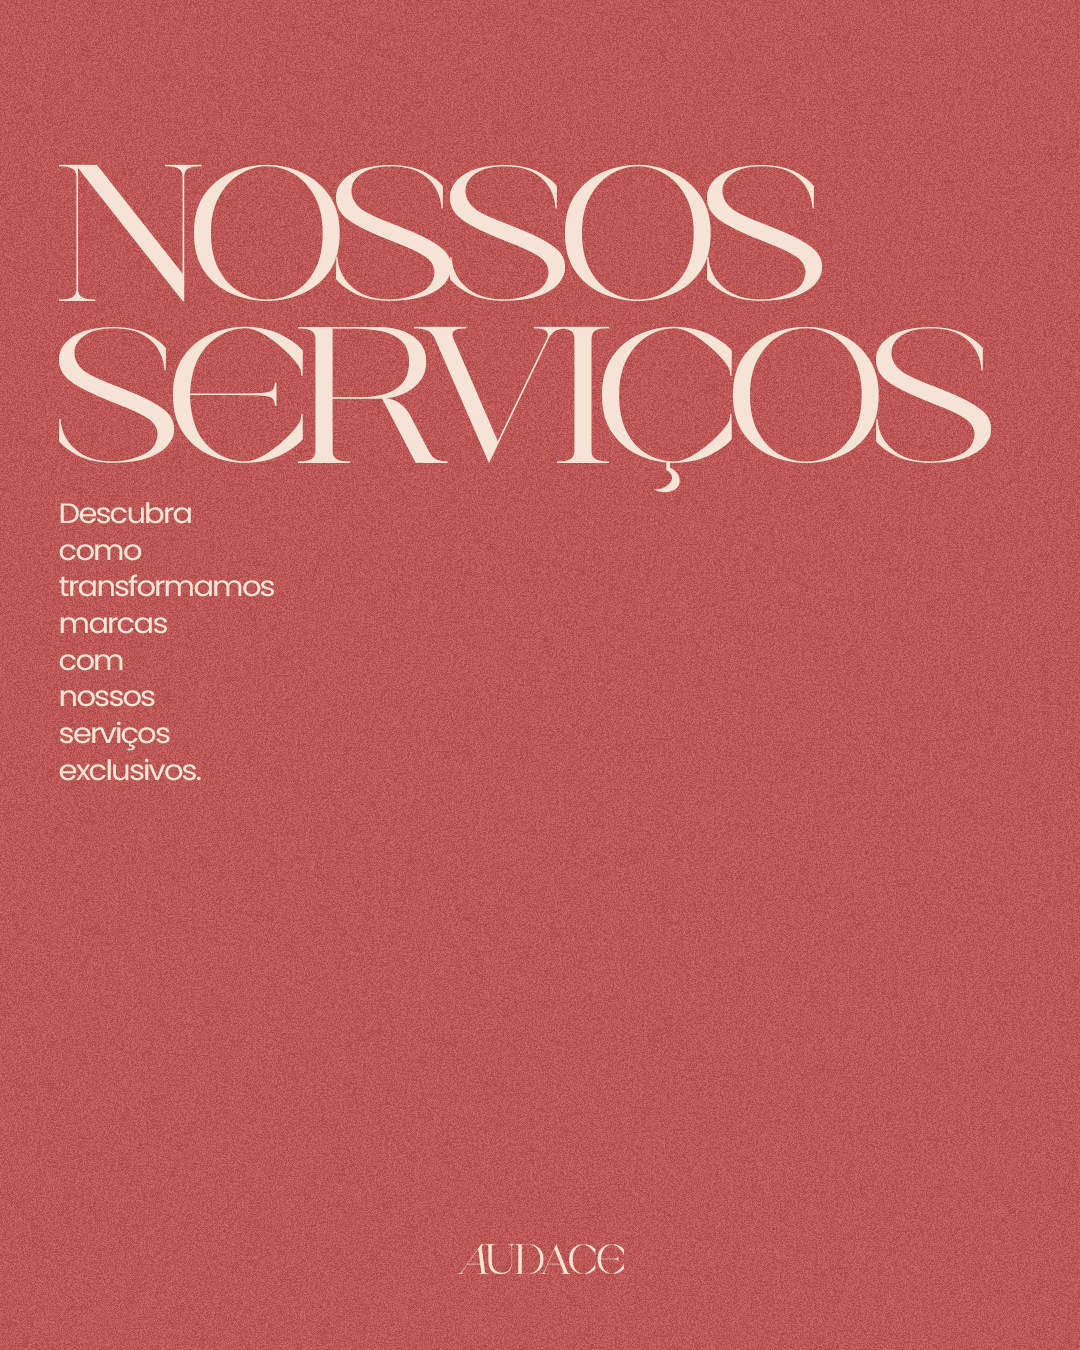 NOSSOS
SERVIÇOS
Descubra
como
transformamos
marcas
com
nossos
serviços
exclusivos.
AUDACE